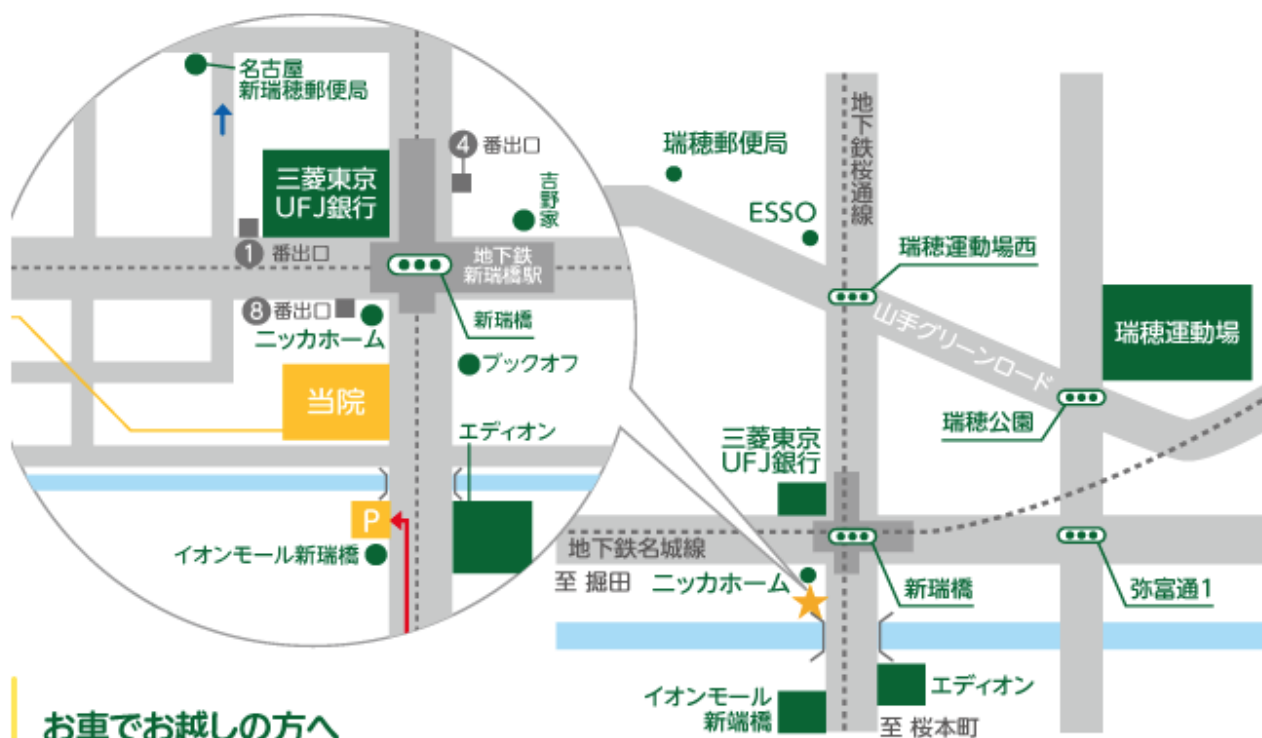 名古屋
新瑞穂郵便局
4 番出口
三菱東京
UFJ銀行
吉野家
1 番出口
地下鉄
新瑞橋駅
8 番出口
ニッカホーム
新瑞橋
ブックオフ
当院
エディオン
P
イオンモール新瑞橋
地下鉄桜通線
瑞穂郵便局
ESSO
瑞穂運動場西
山手グリーンロード
瑞穂運動場
瑞穂公園
三菱東京
UFJ銀行
地下鉄名城線
至 掘田
ニッカホーム
新瑞橋
弥富通1
エディオン
イオンモール
新端橋
至 桜本町
お車でお越しの方へ